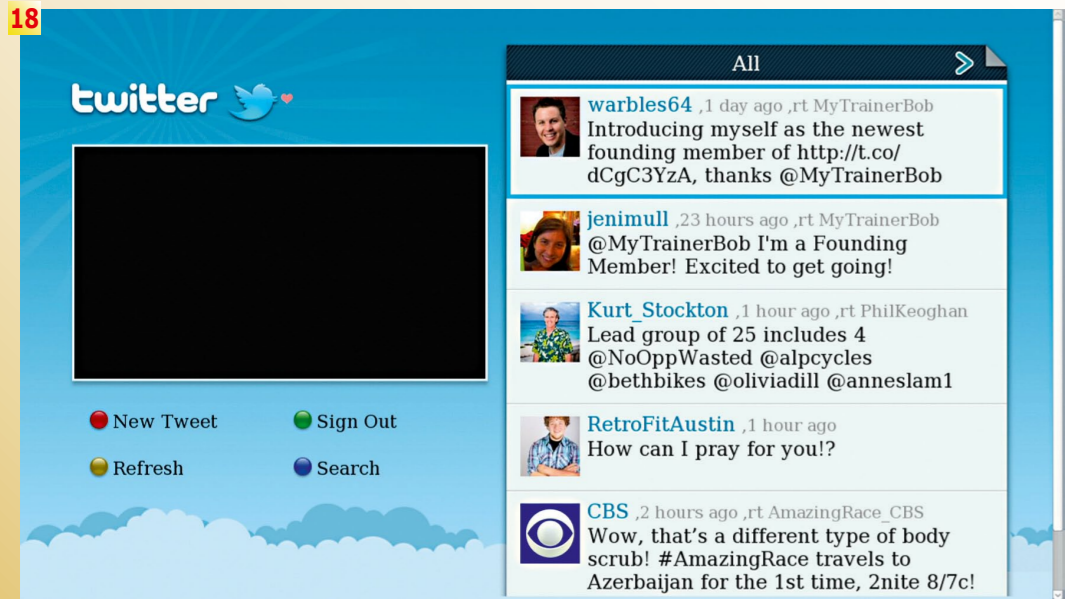 18
twitter
New Tweet
Sign Out
Refresh
Search
All
warbles64 ,1 day ago ,rt MyTrainerBob
Introducing myself as the newest
founding member of http://t.co/
dCgC3YzA, thanks @MyTrainerBob
jenimull ,23 hours ago ,rt MyTrainerBob
@MyTrainerBob I'm a Founding
Member! Excited to get going!
Kurt_Stockton ,1 hour ago ,rt PhilKeoghan
Lead group of 25 includes 4
@NoOppWasted @alpcycles
@bethbikes @oliviadill @anneslam1
RetroFitAustin ,1 hour ago
How can I pray for you!?
CBS ,2 hours ago ,rt AmazingRace_CBS
Wow, that’s a different type of body
scrub! #AmazingRace travels to
Azerbaijan for the 1st time, 2nite 8/7c!